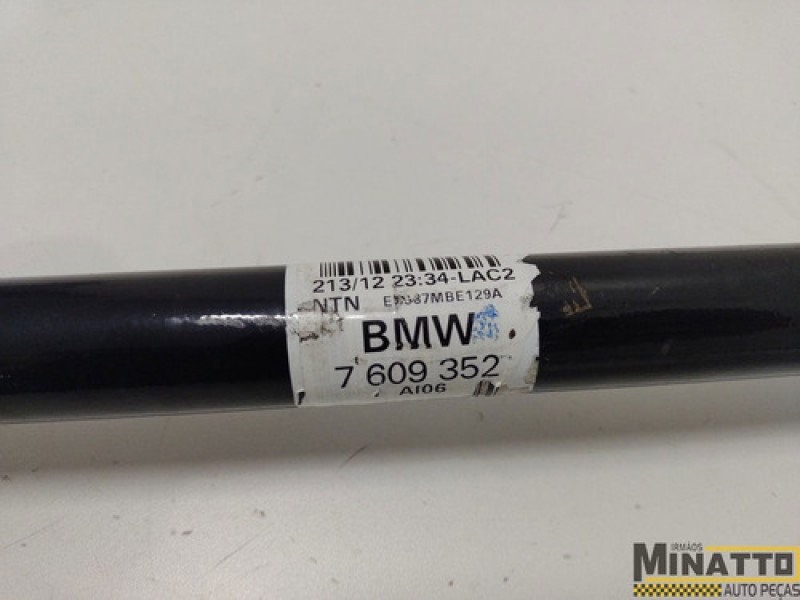 213/12 23:34-LAC2
NTN
BMW
7 609 352
AI06
IRMÃOS
MINATTO
AUTO PEÇAS